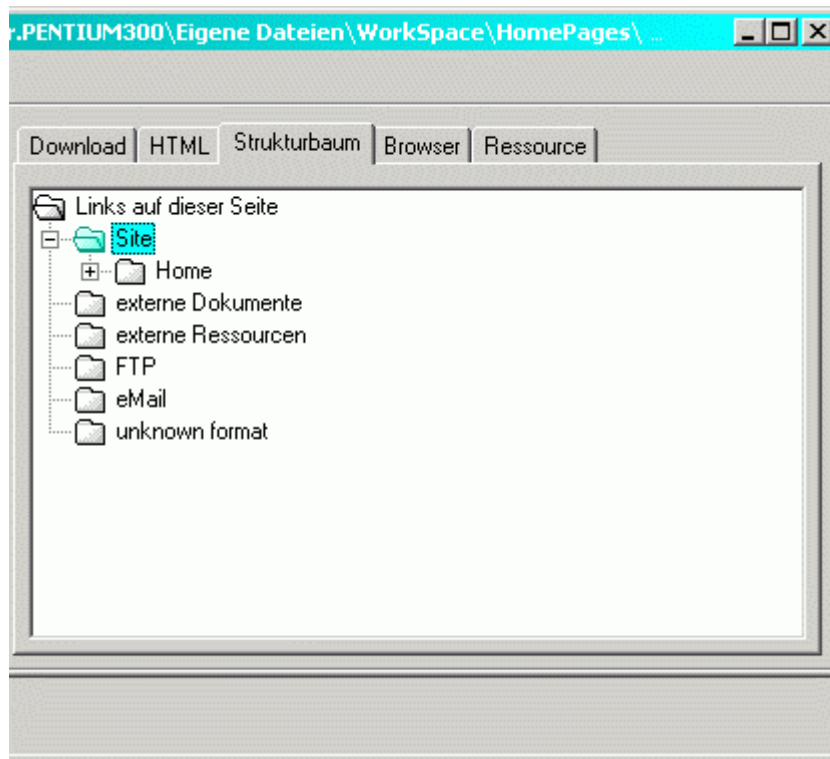 r.PENTIUM300\Eigene Dateien\WorkSpace\HomePages\ ...
Download HTML Strukturbaum Browser Ressource
Links auf dieser Seite
Site
Home
externe Dokumente
externe Ressourcen
FTP
eMail
unknown format